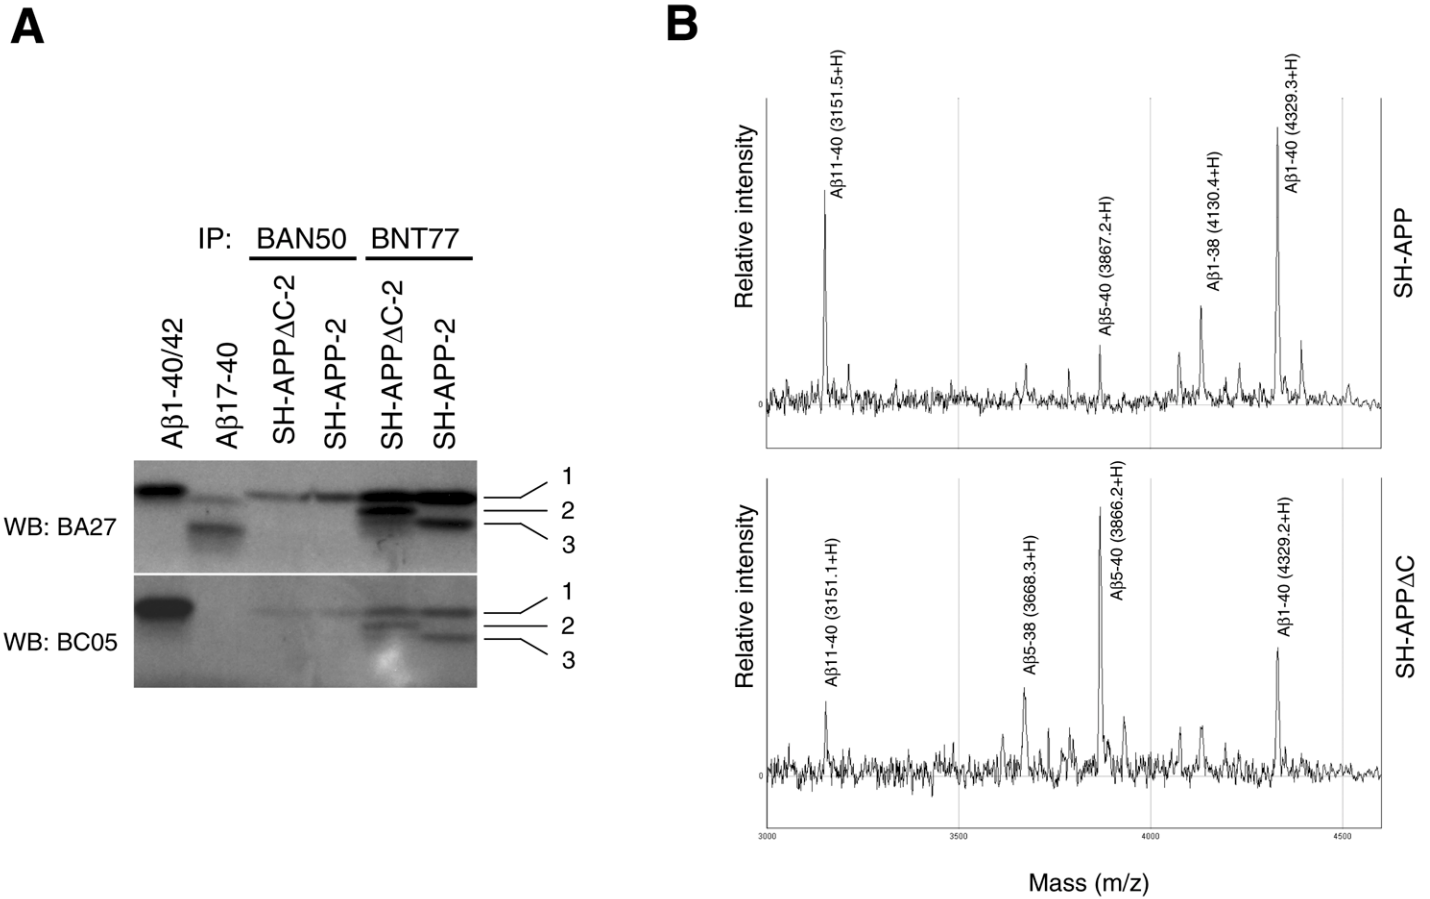 A
IP: BAN50 BNT77
Aβ1-40/42
Aβ17-40
SH-APPΔC-2
SH-APP-2
SH-APPΔC-2
SH-APP-2
WB: BA27
1
2
3
WB: BC05
1
2
3
B
Relative intensity
Aβ11-40 (3151.5+H)
Aβ5-40 (3867.2+H)
Aβ1-38 (4130.4+H)
Aβ1-40 (4329.3+H)
SH-APP
0
Relative intensity
Aβ11-40 (3151.1+H)
Aβ5-38 (3668.3+H)
Aβ5-40 (3866.2+H)
Aβ1-40 (4329.2+H)
SH-APPΔC
0
3000 3500 4000 4500
Mass (m/z)